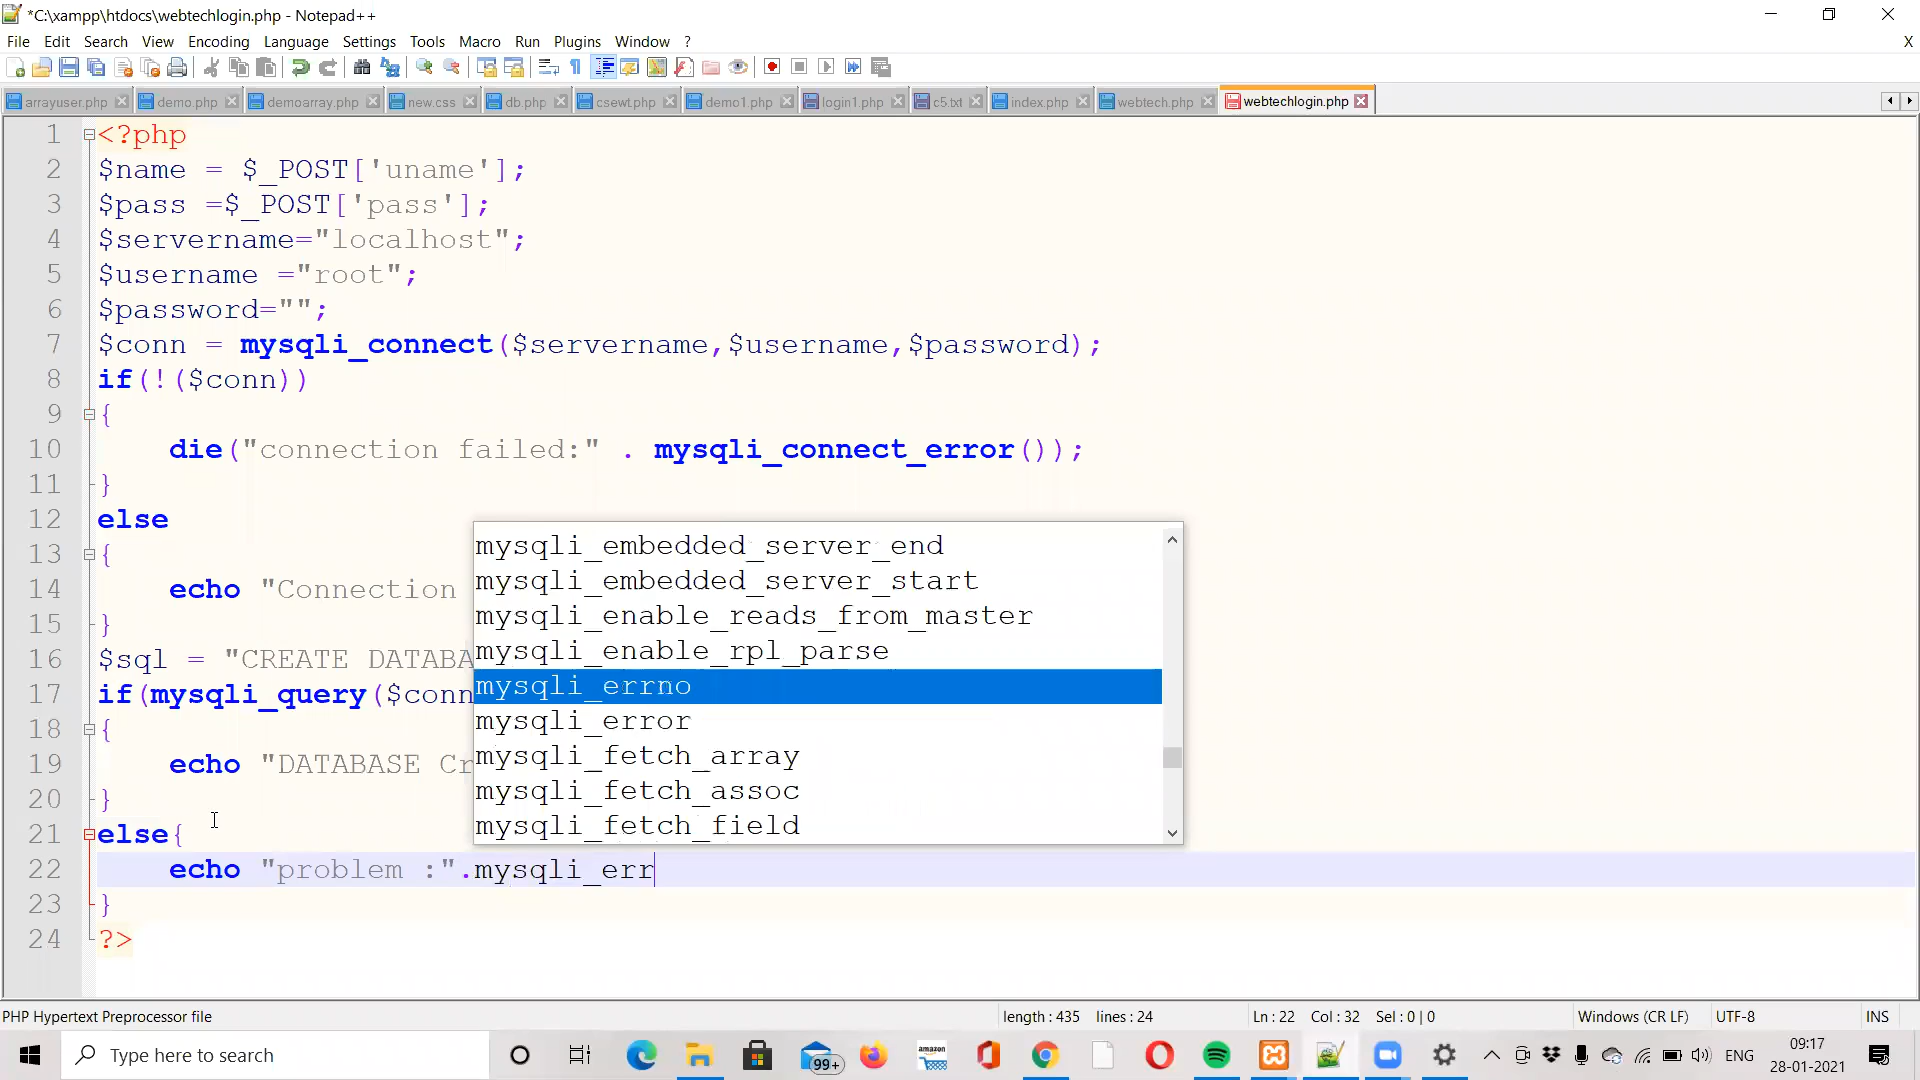 *C:\xampp\htdocs\webtechlogin.php - Notepad++
File Edit Search View Encoding Language Settings Tools Macro Run Plugins Window ? X
arrayuser.php demo.php demoarray.php new.css db.php csewt.php demo1.php login1.php c5.txt index.php webtech.php webtechlogin.php
1 <?php
2 $name = $_POST['uname'];
3 $pass =$_POST['pass'];
4 $servername="localhost";
5 $username ="root";
6 $password="";
7 $conn = mysqli_connect($servername,$username,$password);
8 if(!($conn))
9 {
10 die("connection failed:" . mysqli_connect_error());
11 }
12 else
13 {
14 echo "Connection
15 }
16 $sql = "CREATE DATABA
17 if(mysqli_query($conn
18 {
19 echo "DATABASE Cr
20 }
21 else{
22 echo "problem :".mysqli_err
23 }
24 ?>
mysqli_embedded_server_end
mysqli_embedded_server_start
mysqli_enable_reads_from_master
mysqli_enable_rpl_parse
mysqli_errno
mysqli_error
mysqli_fetch_array
mysqli_fetch_assoc
mysqli_fetch_field
PHP Hypertext Preprocessor file length : 435 lines : 24 Ln : 22 Col : 32 Sel : 0 | 0 Windows (CR LF) UTF-8 INS
Type here to search 99+ amazon ENG 09:17
28-01-2021